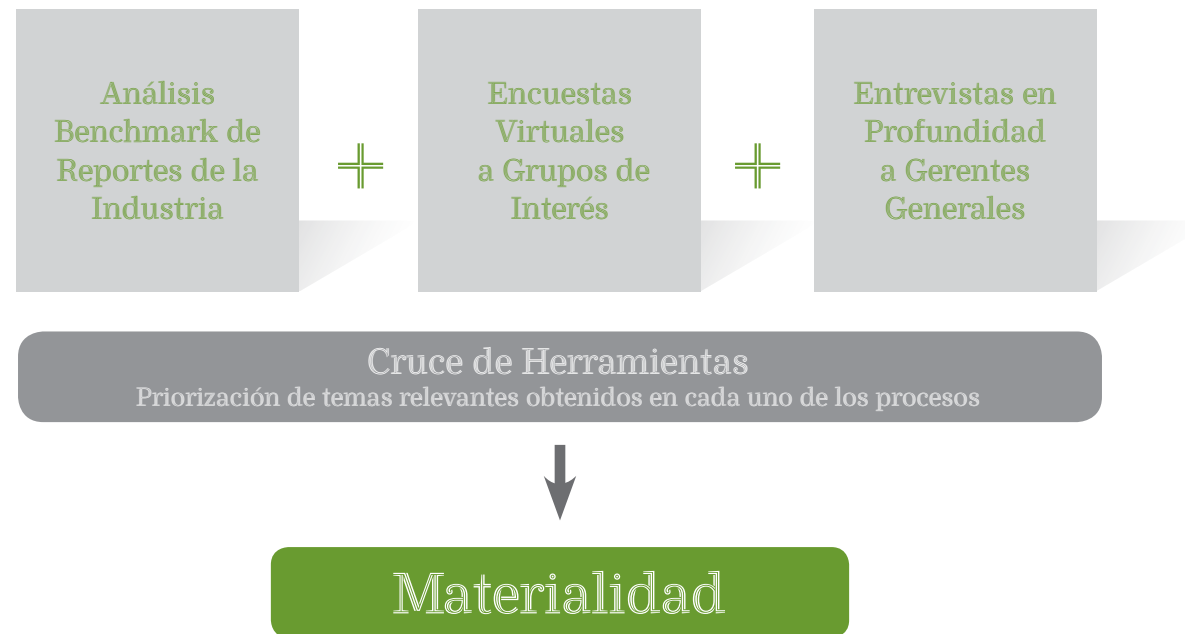 Análisis
Benchmark de
Reportes de la
Industria
Encuestas
Virtuales
a Grupos de
Interés
Entrevistas en
Profundidad
a Gerentes
Generales
Cruce de Herramientas
Priorización de temas relevantes obtenidos en cada uno de los procesos
Materialidad